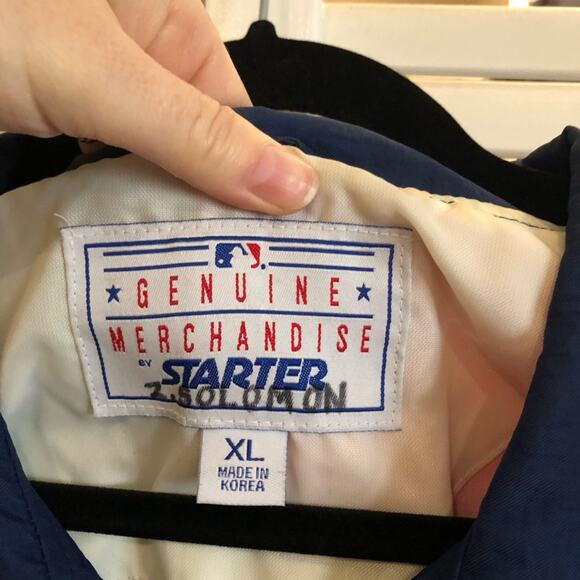 GENUINE
MERCHANDISE
BY STARTER
Z.SOLOMON
XL
MADE IN
KOREA